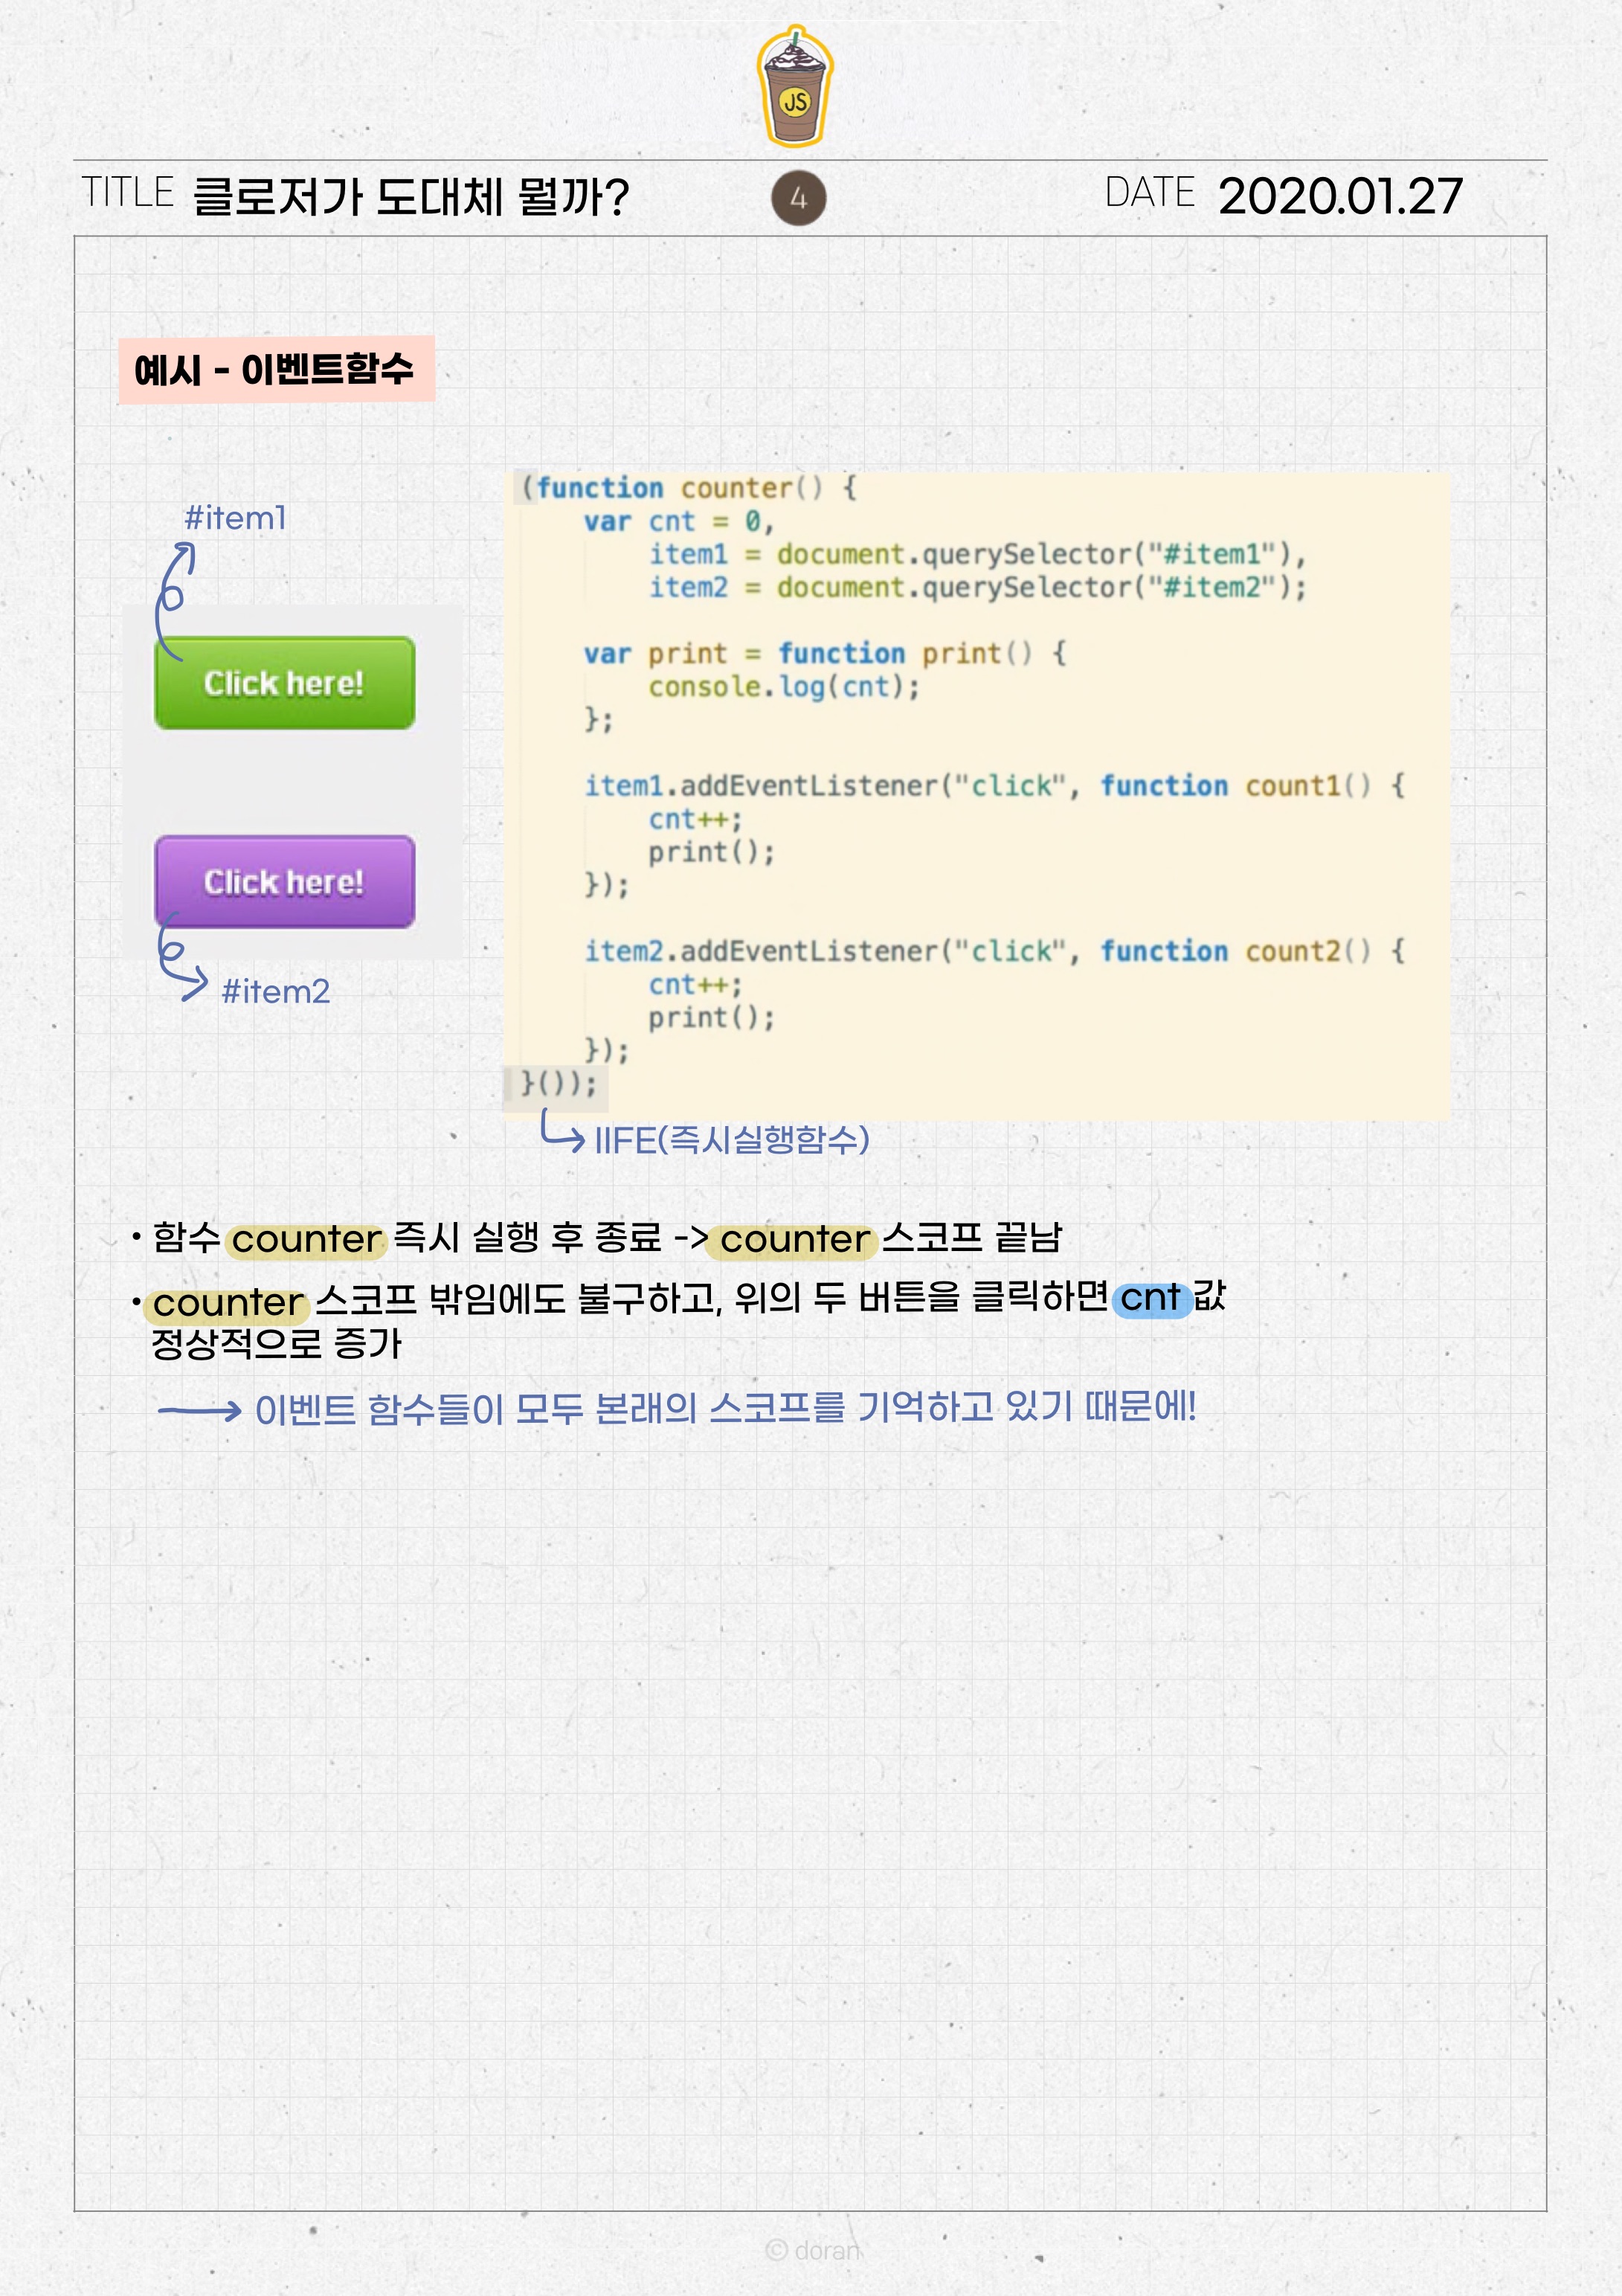 JS
TITLE 클로저가 도대체 뭘까? 4 DATE 2020.01.27
예시 - 이벤트함수
#item1
Click here!
Click here!
#item2
(function counter() {
    var cnt = 0,
        item1 = document.querySelector("#item1"),
        item2 = document.querySelector("#item2");
    var print = function print() {
        console.log(cnt);
    };
    item1.addEventListener("click", function count1() {
        cnt++;
        print();
    });
    item2.addEventListener("click", function count2() {
        cnt++;
        print();
    });
}());
IIFE(즉시실행함수)
• 함수 counter 즉시 실행 후 종료 -> counter 스코프 끝남
• counter 스코프 밖임에도 불구하고, 위의 두 버튼을 클릭하면 cnt 값
정상적으로 증가
이벤트 함수들이 모두 본래의 스코프를 기억하고 있기 때문에!
© doran